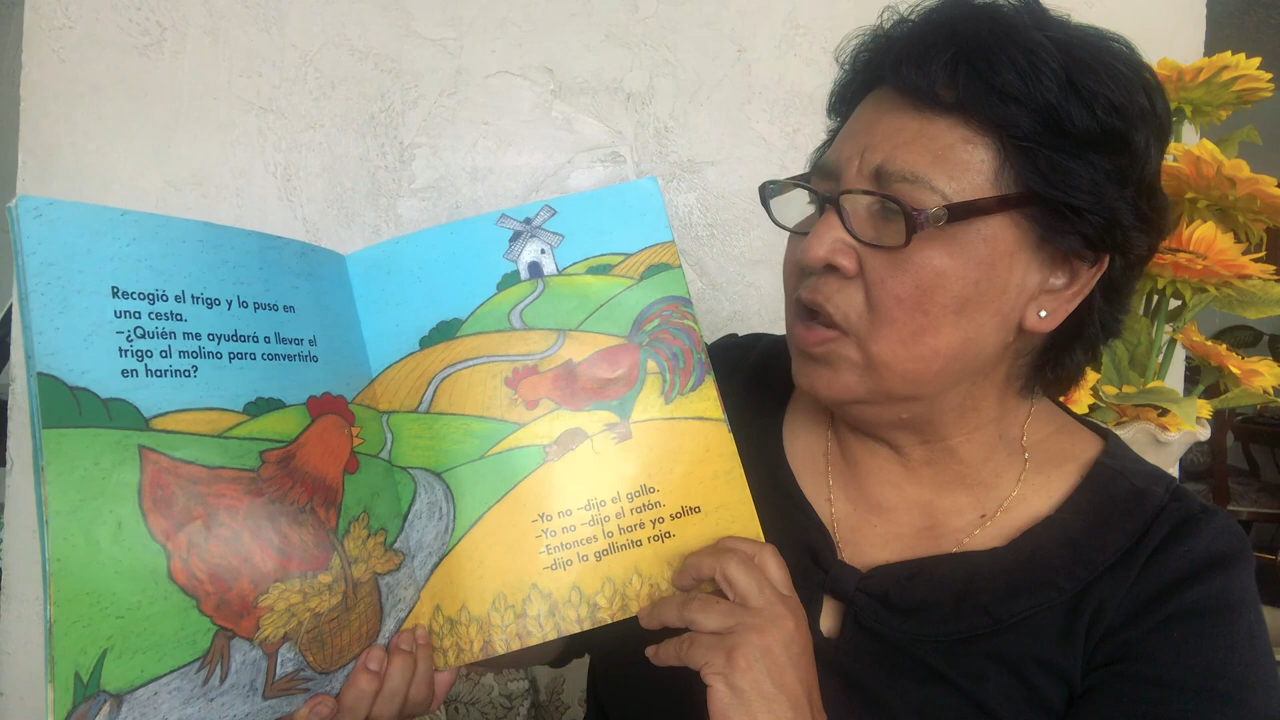 Recogió el trigo y lo puso en
una cesta.
–¿Quién me ayudará a llevar el
trigo al molino para convertirlo
en harina?
–Yo no –dijo el gallo.
–Yo no –dijo el ratón.
–Entonces lo haré yo solita
–dijo la gallinita roja.